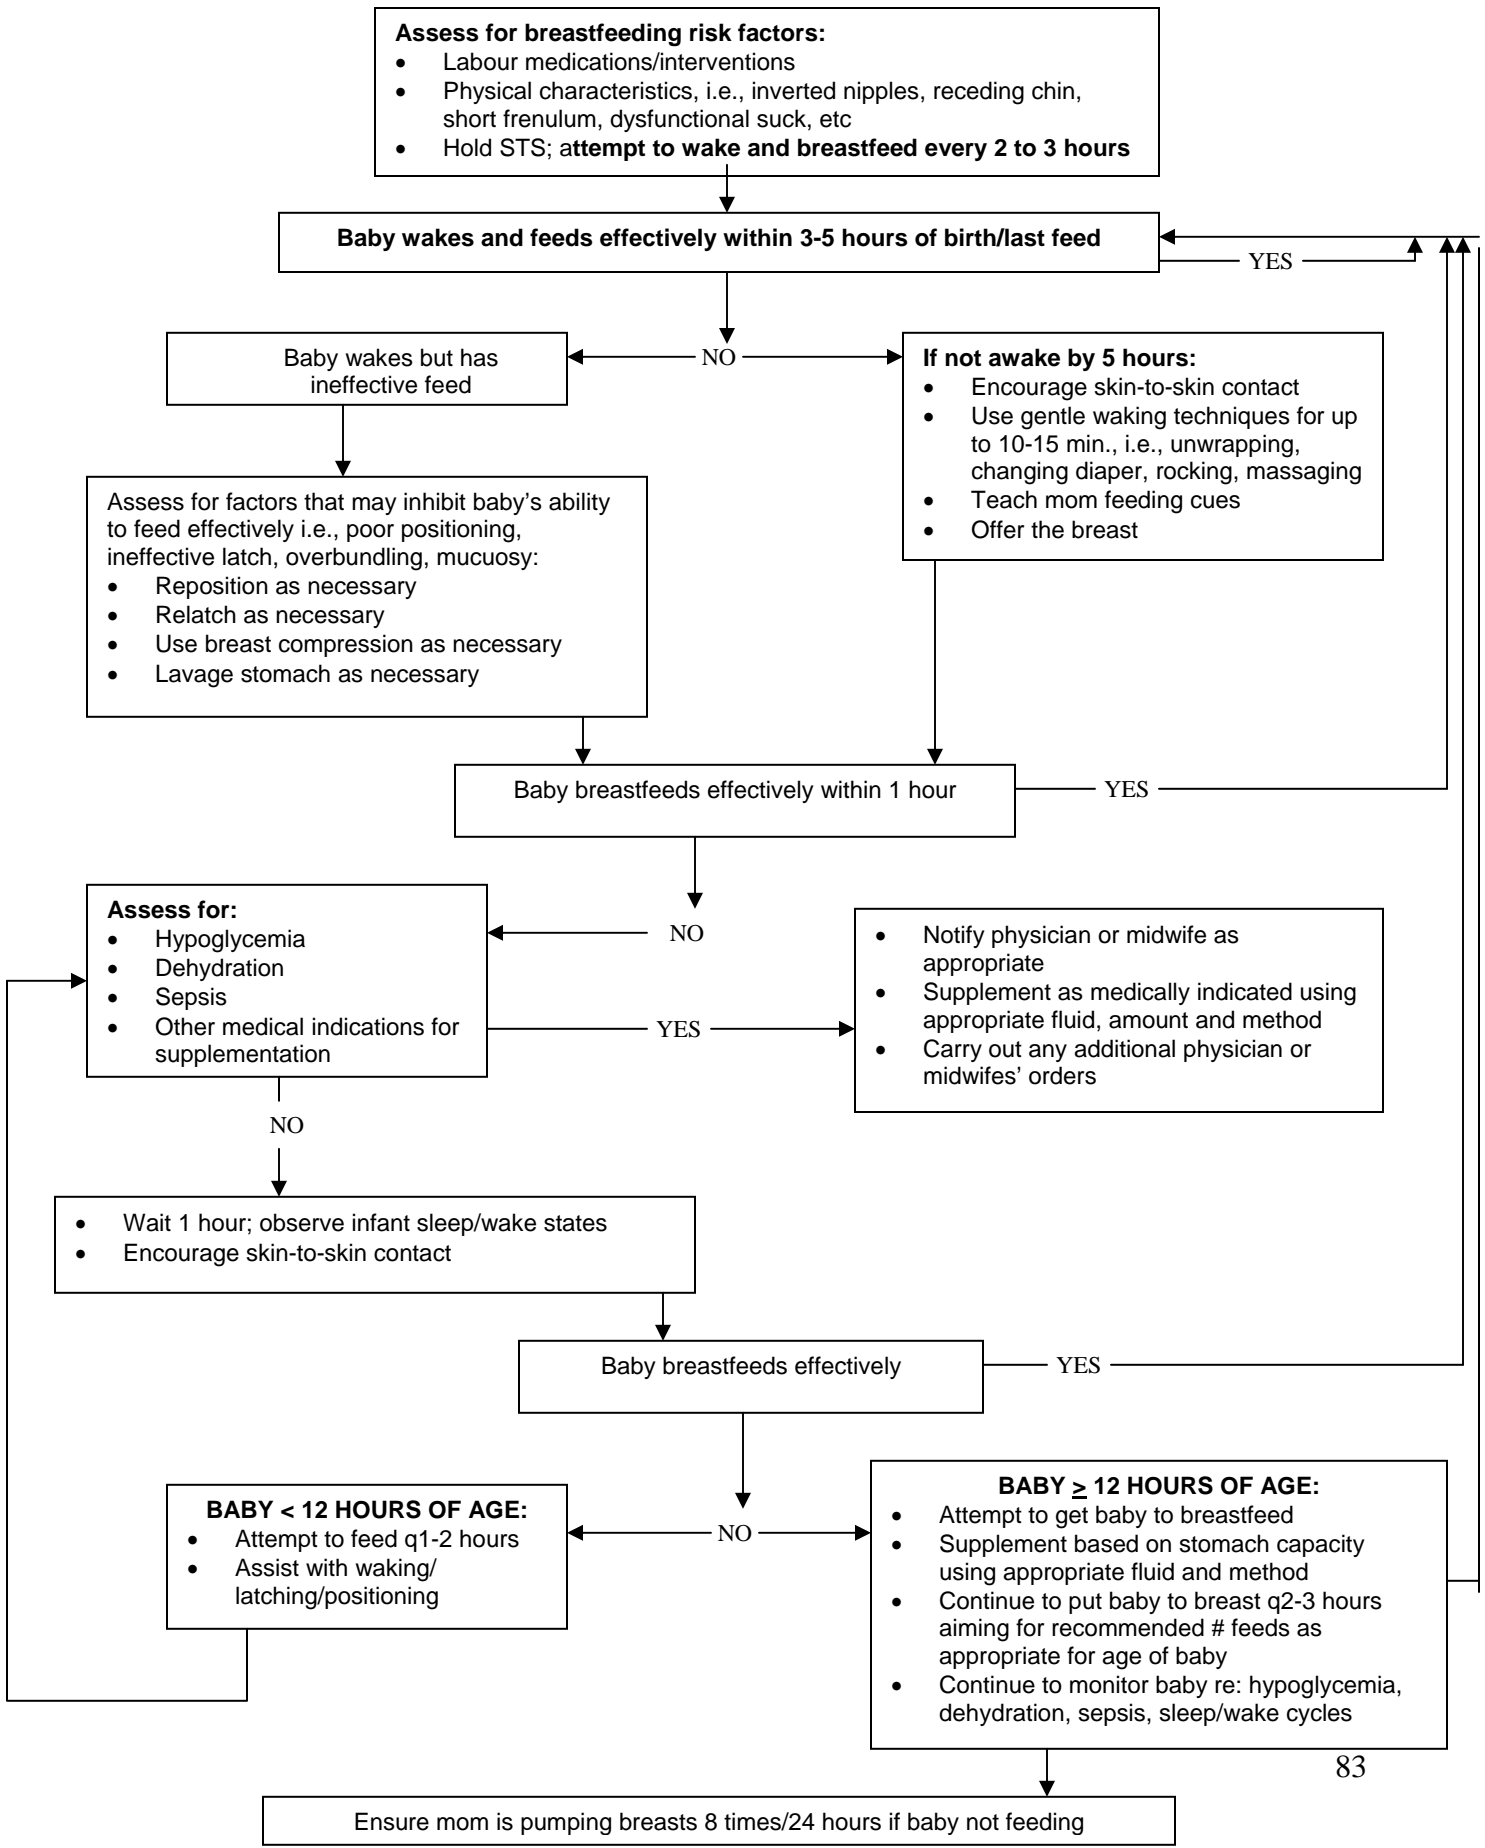 Assess for breastfeeding risk factors:
• Labour medications/interventions
• Physical characteristics, i.e., inverted nipples, receding chin,
short frenulum, dysfunctional suck, etc
• Hold STS; attempt to wake and breastfeed every 2 to 3 hours
Baby wakes and feeds effectively within 3-5 hours of birth/last feed
YES
NO
Baby wakes but has
ineffective feed
If not awake by 5 hours:
• Encourage skin-to-skin contact
• Use gentle waking techniques for up
to 10-15 min., i.e., unwrapping,
changing diaper, rocking, massaging
• Teach mom feeding cues
• Offer the breast
Assess for factors that may inhibit baby's ability
to feed effectively i.e., poor positioning,
ineffective latch, overbundling, mucuosy:
• Reposition as necessary
• Relatch as necessary
• Use breast compression as necessary
• Lavage stomach as necessary
Baby breastfeeds effectively within 1 hour
YES
NO
Assess for:
• Hypoglycemia
• Dehydration
• Sepsis
• Other medical indications for
supplementation
YES
• Notify physician or midwife as
appropriate
• Supplement as medically indicated using
appropriate fluid, amount and method
• Carry out any additional physician or
midwifes' orders
NO
• Wait 1 hour; observe infant sleep/wake states
• Encourage skin-to-skin contact
Baby breastfeeds effectively
YES
NO
BABY < 12 HOURS OF AGE:
• Attempt to feed q1-2 hours
• Assist with waking/
latching/positioning
BABY ≥ 12 HOURS OF AGE:
• Attempt to get baby to breastfeed
• Supplement based on stomach capacity
using appropriate fluid and method
• Continue to put baby to breast q2-3 hours
aiming for recommended # feeds as
appropriate for age of baby
• Continue to monitor baby re: hypoglycemia,
dehydration, sepsis, sleep/wake cycles
83
Ensure mom is pumping breasts 8 times/24 hours if baby not feeding